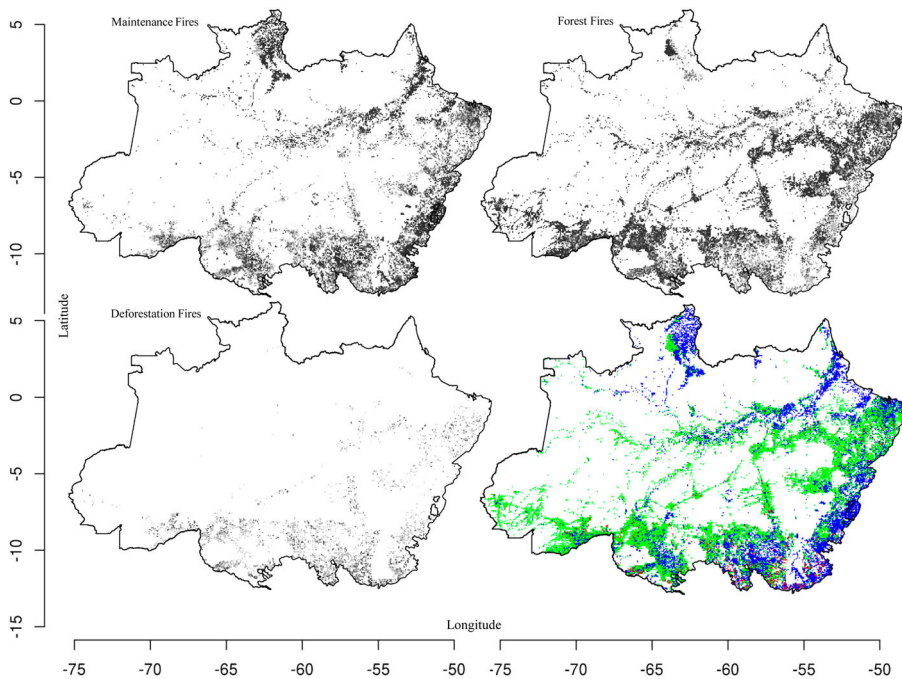 5
Maintenance Fires
Forest Fires
0
-5
-10
Latitude
5
Deforestation Fires
0
-5
-10
-15
Longitude
-75 -70 -65 -60 -55 -50 -75 -70 -65 -60 -55 -50